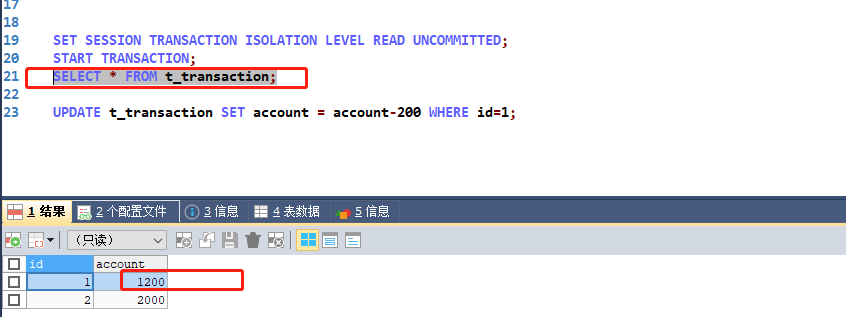 17
18
19 SET SESSION TRANSACTION ISOLATION LEVEL READ UNCOMMITTED;
20 START TRANSACTION;
21 SELECT * FROM t_transaction;
22
23 UPDATE t_transaction SET account = account-200 WHERE id=1;
1 结果 2 个配置文件 3 信息 4 表数据 5 信息
（只读）
id account
1 1200
2 2000